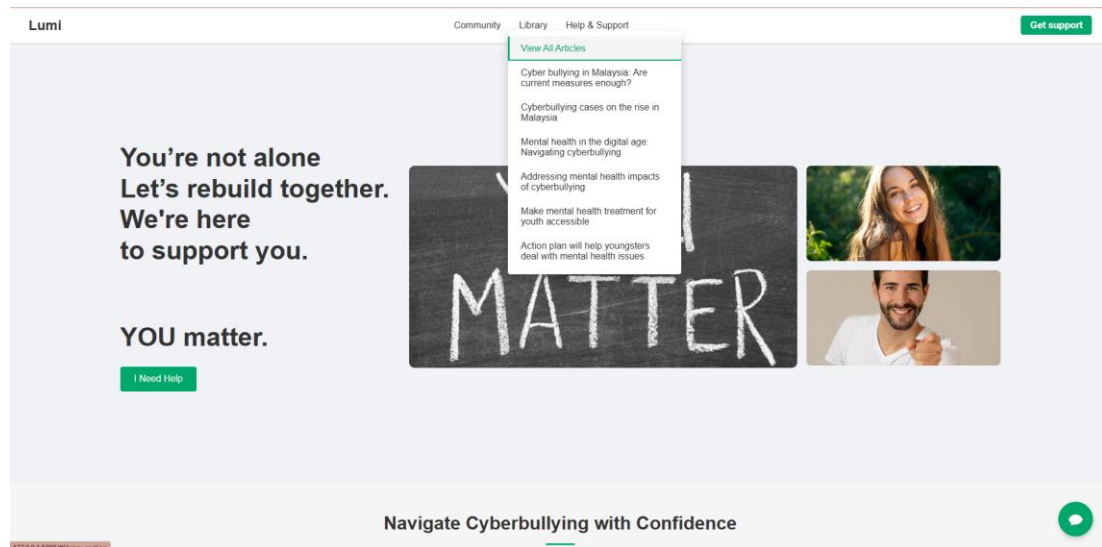 Lumi
Community Library Help & Support
Get support
View All Articles
Cyber bullying in Malaysia: Are
current measures enough?
Cyberbullying cases on the rise in
Malaysia
Mental health in the digital age:
Navigating cyberbullying
Addressing mental health impacts
of cyberbullying
Make mental health treatment for
youth accessible
Action plan will help youngsters
deal with mental health issues
You’re not alone
Let’s rebuild together.
We're here
to support you.
MATTER
YOU matter.
I Need Help
Navigate Cyberbullying with Confidence